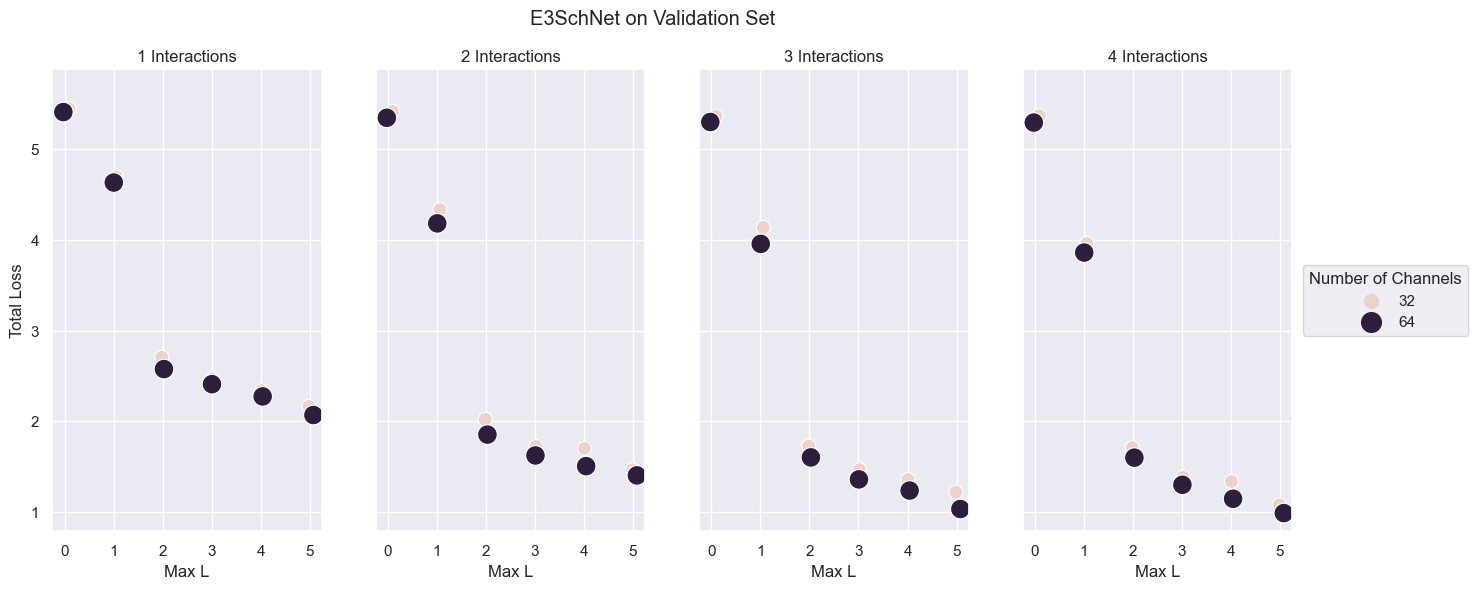 E3SchNet on Validation Set
1 Interactions
2 Interactions
3 Interactions
4 Interactions
Total Loss
5
4
3
2
1
0 1 2 3 4 5
0 1 2 3 4 5
0 1 2 3 4 5
0 1 2 3 4 5
Max L
Max L
Max L
Max L
Number of Channels
32
64